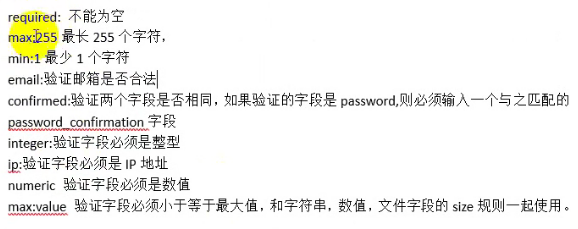 required: 不能为空
max:255 最长 255 个字符，
min:1 最少 1 个字符
email:验证邮箱是否合法
confirmed:验证两个字段是否相同，如果验证的字段是 password,则必须输入一个与之匹配的
password_confirmation 字段
integer:验证字段必须是整型
ip:验证字段必须是 IP 地址
numeric 验证字段必须是数值
max:value 验证字段必须小于等于最大值，和字符串，数值，文件字段的 size 规则一起使用。